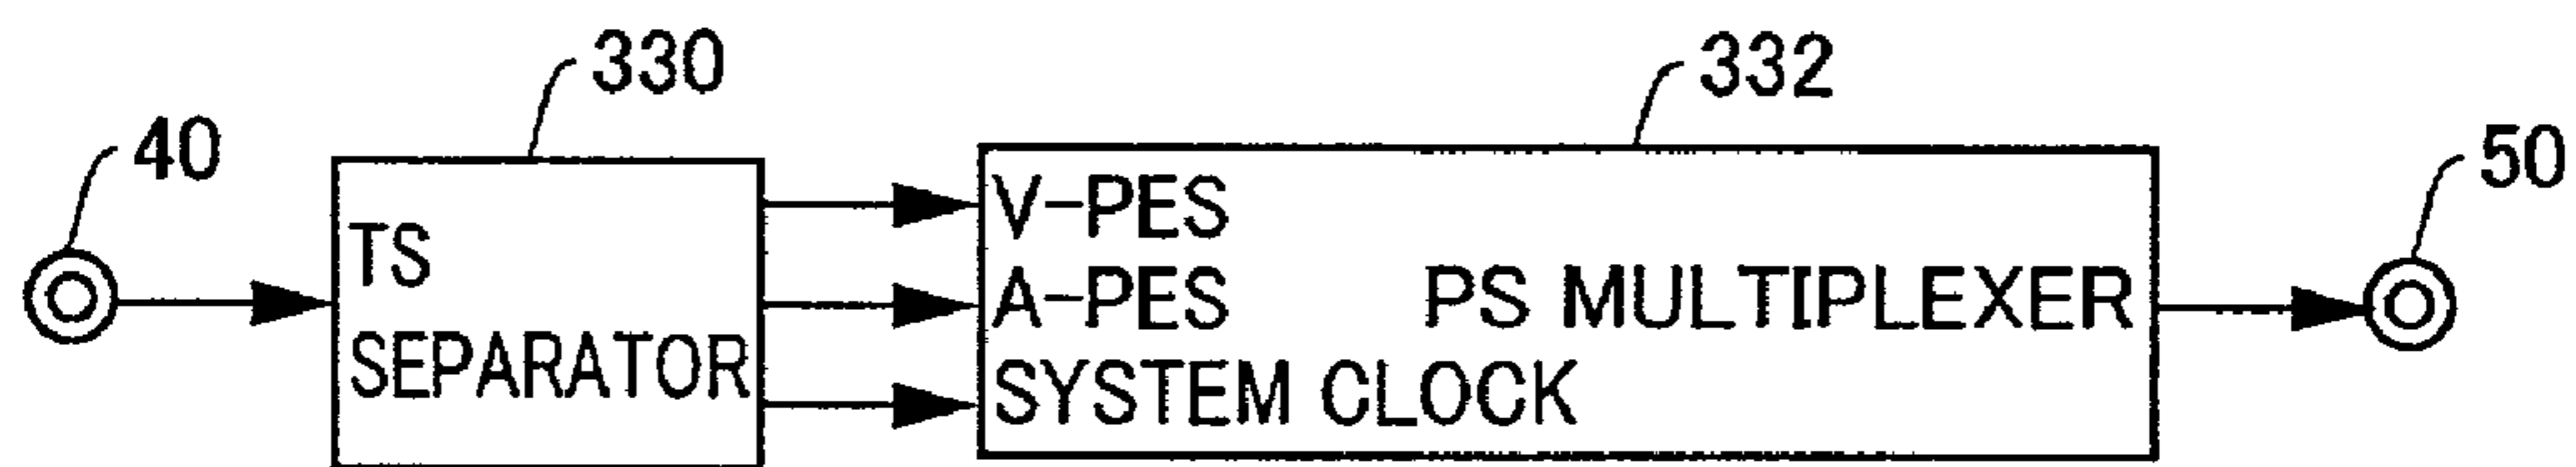 330
332
40
50
TS
SEPARATOR
V-PES
A-PES
PS MULTIPLEXER
SYSTEM CLOCK